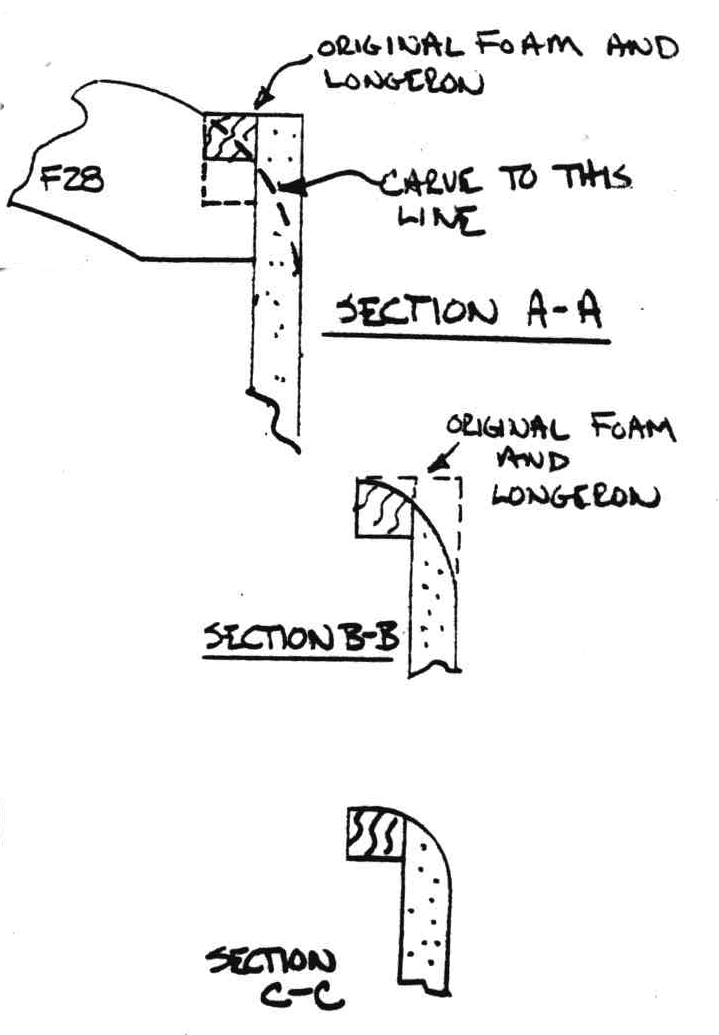 ORIGINAL FOAM AND
LONGERON
F28
CARVE TO THIS
LINE
SECTION A-A
ORIGINAL FOAM
AND
LONGERON
SECTION B-B
SECTION
C-C